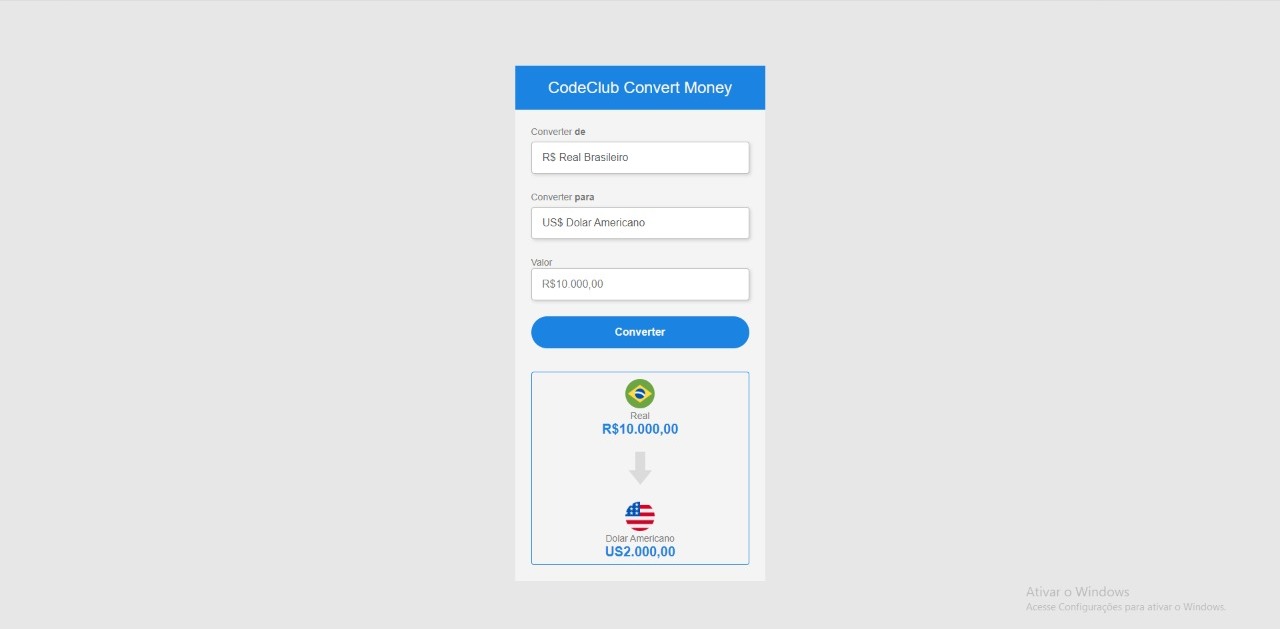 CodeClub Convert Money
Converter de
R$ Real Brasileiro
Converter para
US$ Dolar Americano
Valor
R$10.000,00
Converter
Real
R$10.000,00
Dolar Americano
US2.000,00
Ativar o Windows
Acesse Configurações para ativar o Windows.